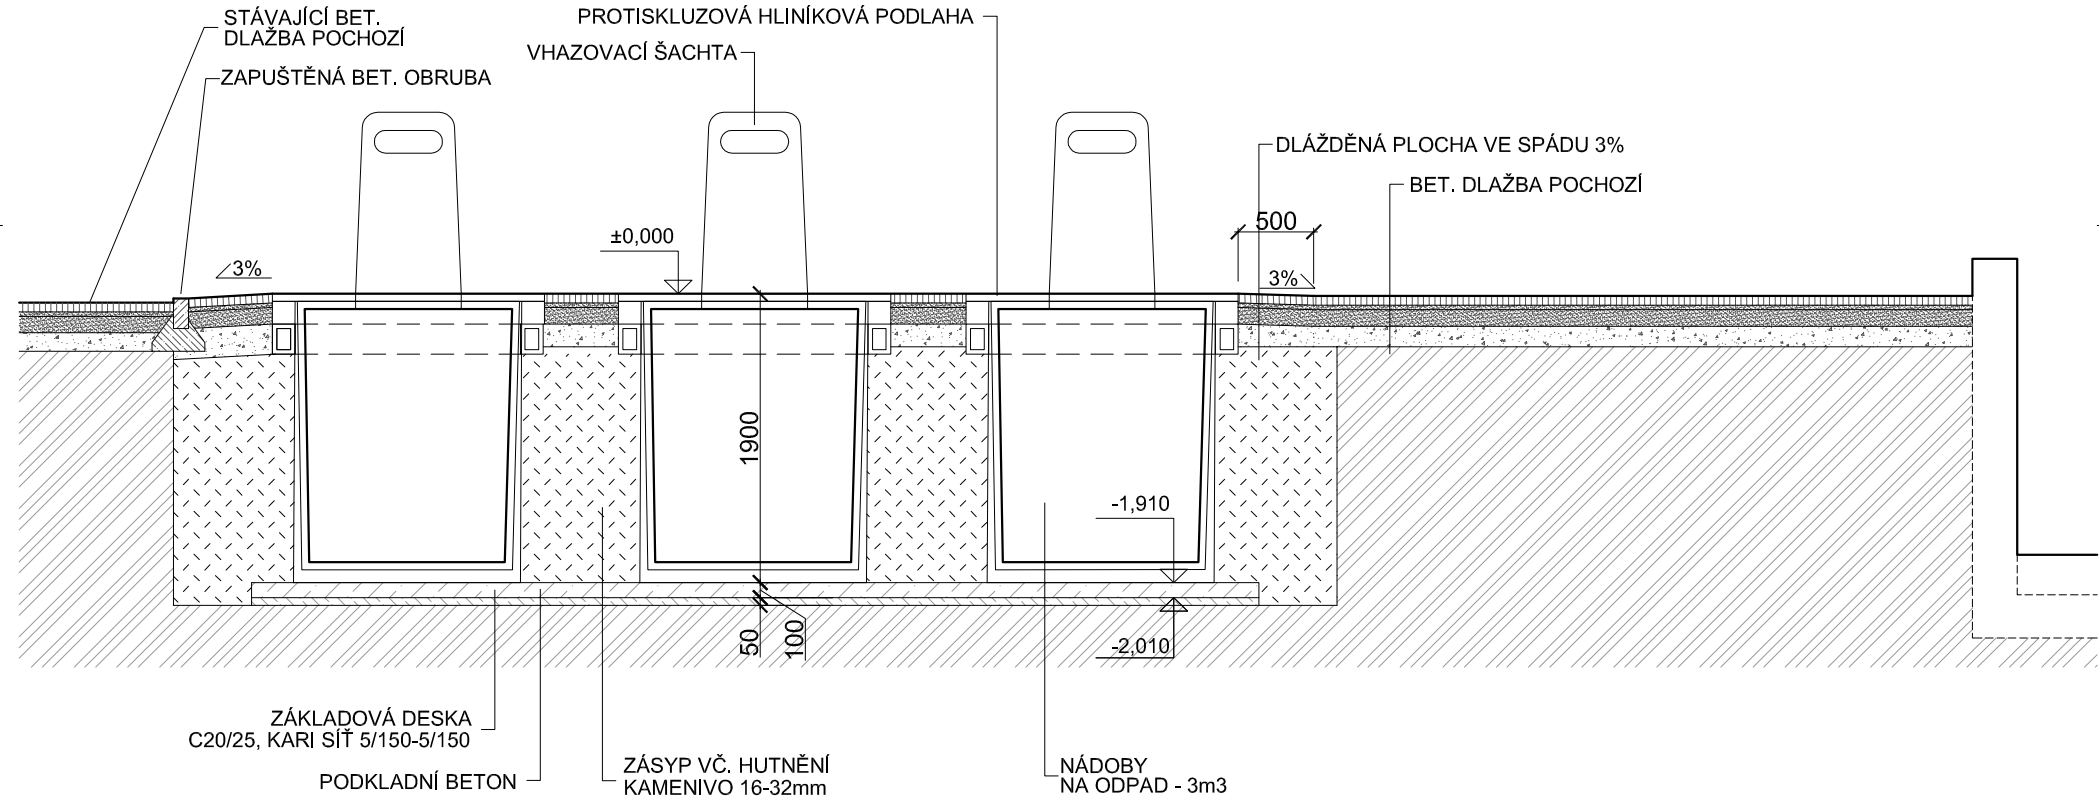 STÁVAJÍCÍ BET.
DLAŽBA POCHOZÍ
PROTISKLUZOVÁ HLINÍKOVÁ PODLAHA
VHAZOVACÍ ŠACHTA
ZAPUŠTĚNÁ BET. OBRUBA
DLÁŽDĚNÁ PLOCHA VE SPÁDU 3%
BET. DLAŽBA POCHOZÍ
500
±0,000
3%
3%
1900
-1,910
50
100
-2,010
ZÁKLADOVÁ DESKA
C20/25, KARI SÍŤ 5/150-5/150
PODKLADNÍ BETON
ZÁSYP VČ. HUTNĚNÍ
KAMENIVO 16-32mm
NÁDOBY
NA ODPAD - 3m3